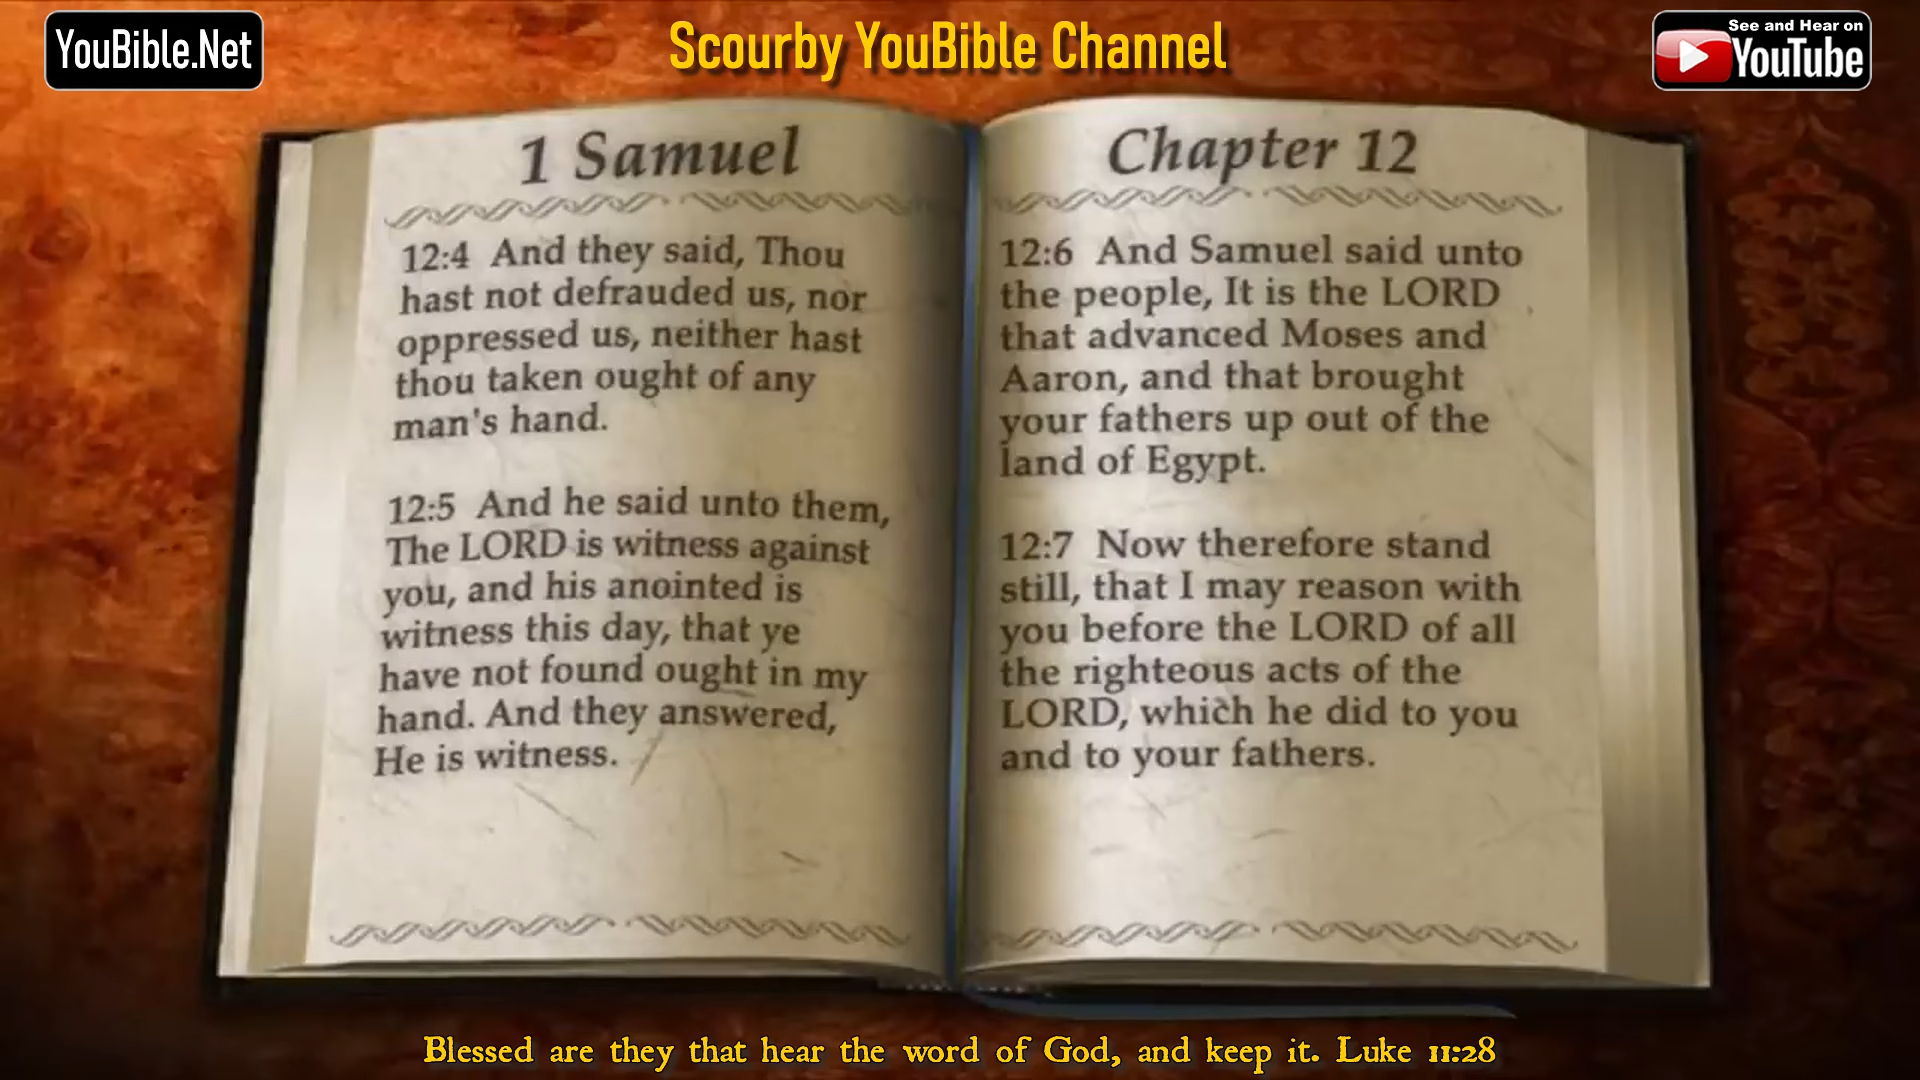 YouBible.Net
Scourby YouBible Channel
See and Hear on
YouTube
1 Samuel
12:4 And they said, Thou
hast not defrauded us, nor
oppressed us, neither hast
thou taken ought of any
man's hand.
12:5 And he said unto them,
The LORD is witness against
you, and his anointed is
witness this day, that ye
have not found ought in my
hand. And they answered,
He is witness.
Chapter 12
12:6 And Samuel said unto
the people, It is the LORD
that advanced Moses and
Aaron, and that brought
your fathers up out of the
land of Egypt.
12:7 Now therefore stand
still, that I may reason with
you before the LORD of all
the righteous acts of the
LORD, which he did to you
and to your fathers.
Blessed are they that hear the word of God, and keep it. Luke 11:28